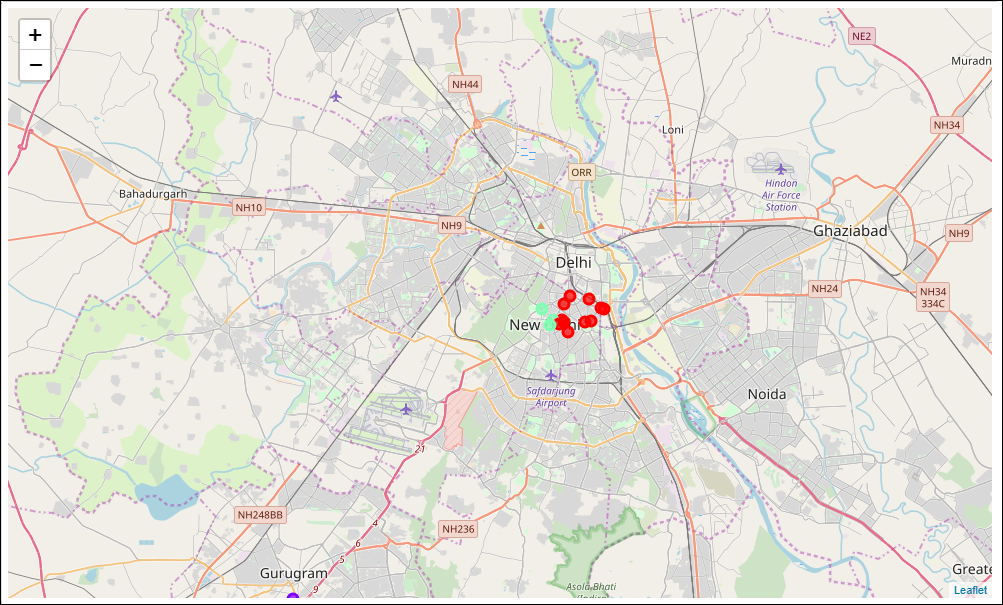 +
−
NE2
Muradn
NH44
NH34
Loni
ORR
Hindon
Air Force
Station
Bahadurgarh
NH10
NH9
Ghaziabad
NH9
Delhi
NH24
NH34
334C
New
Safdarjung
Airport
Noida
21
NH248BB
4
NH236
6
5
Gurugram
9
Asola Bhati
(Indira
Greate
Leaflet